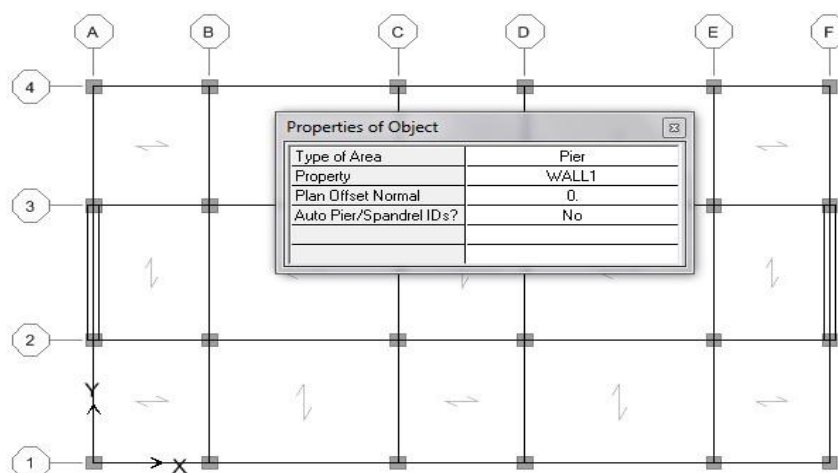 A B C D E F
4
Properties of Object
Type of Area Pier
Property WALL1
Plan Offset Normal 0.
Auto Pier/Spandrel IDs? No
3
2
Y
1
X